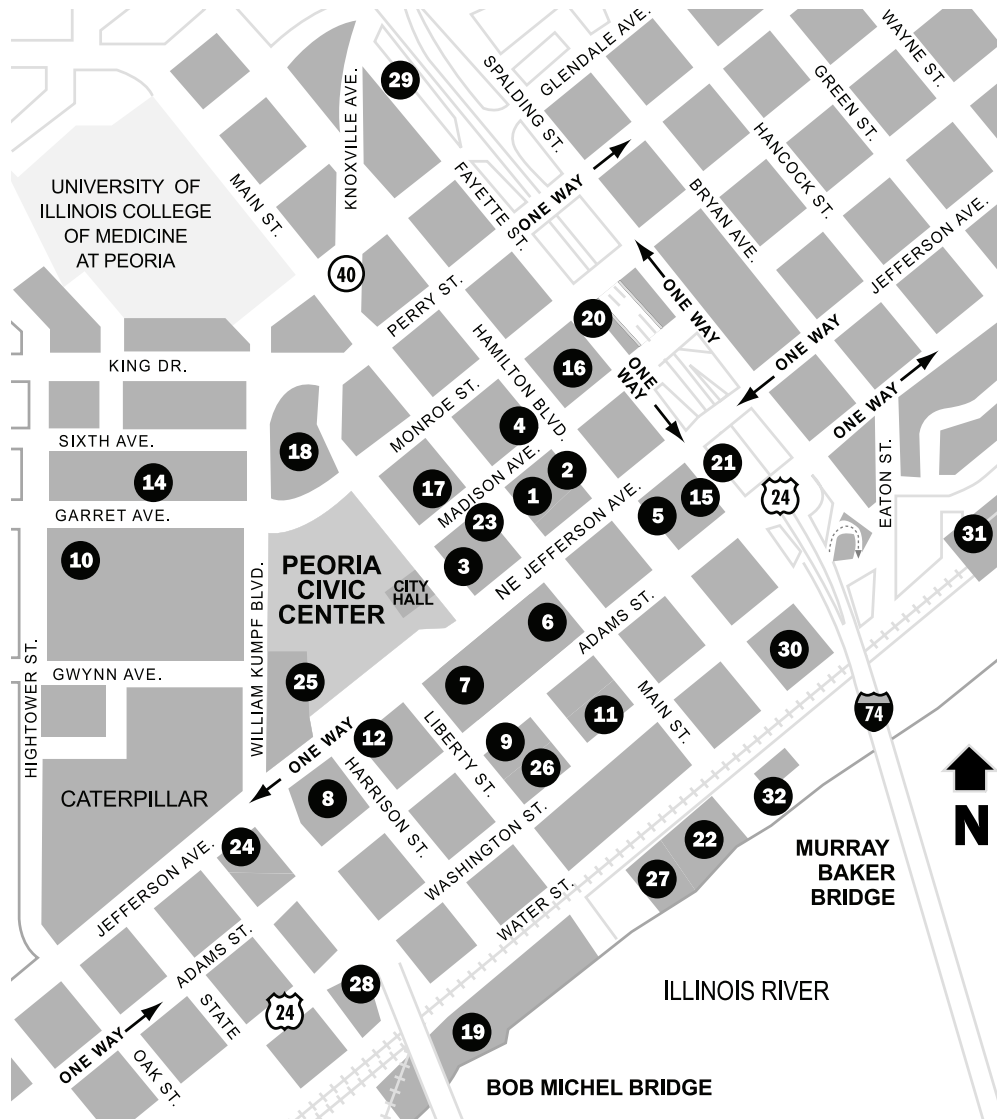 WAYNE ST.
GLENDALE AVE.
SPALDING ST.
GREEN ST.
29
KNOXVILLE AVE.
HANCOCK ST.
FAYETTE ST.
MAIN ST.
UNIVERSITY OF
ILLINOIS COLLEGE
OF MEDICINE
AT PEORIA
ONE WAY
BRYAN AVE.
JEFFERSON AVE.
40
PERRY ST.
ONE WAY
20
HAMILTON BLVD.
ONE WAY
KING DR.
16
ONE
WAY
MONROE ST.
ONE WAY
4
SIXTH AVE.
18
14
17
MADISON AVE.
2
1
21
15
24
5
EATON ST.
GARRET AVE.
23
NE JEFFERSON AVE.
31
10
3
PEORIA
CIVIC
CENTER
CITY
HALL
WILLIAM KUMPF BLVD.
HIGHTOWER ST.
6
ADAMS ST.
30
GWYNN AVE.
25
7
MAIN ST.
11
74
ONE WAY
12
LIBERTY ST.
9
26
CATERPILLAR
8
HARRISON ST.
32
WASHINGTON ST.
N
24
22
MURRAY
BAKER
BRIDGE
JEFFERSON AVE.
27
WATER ST.
ADAMS ST.
28
ILLINOIS RIVER
STATE
24
19
ONE WAY
OAK ST.
BOB MICHEL BRIDGE